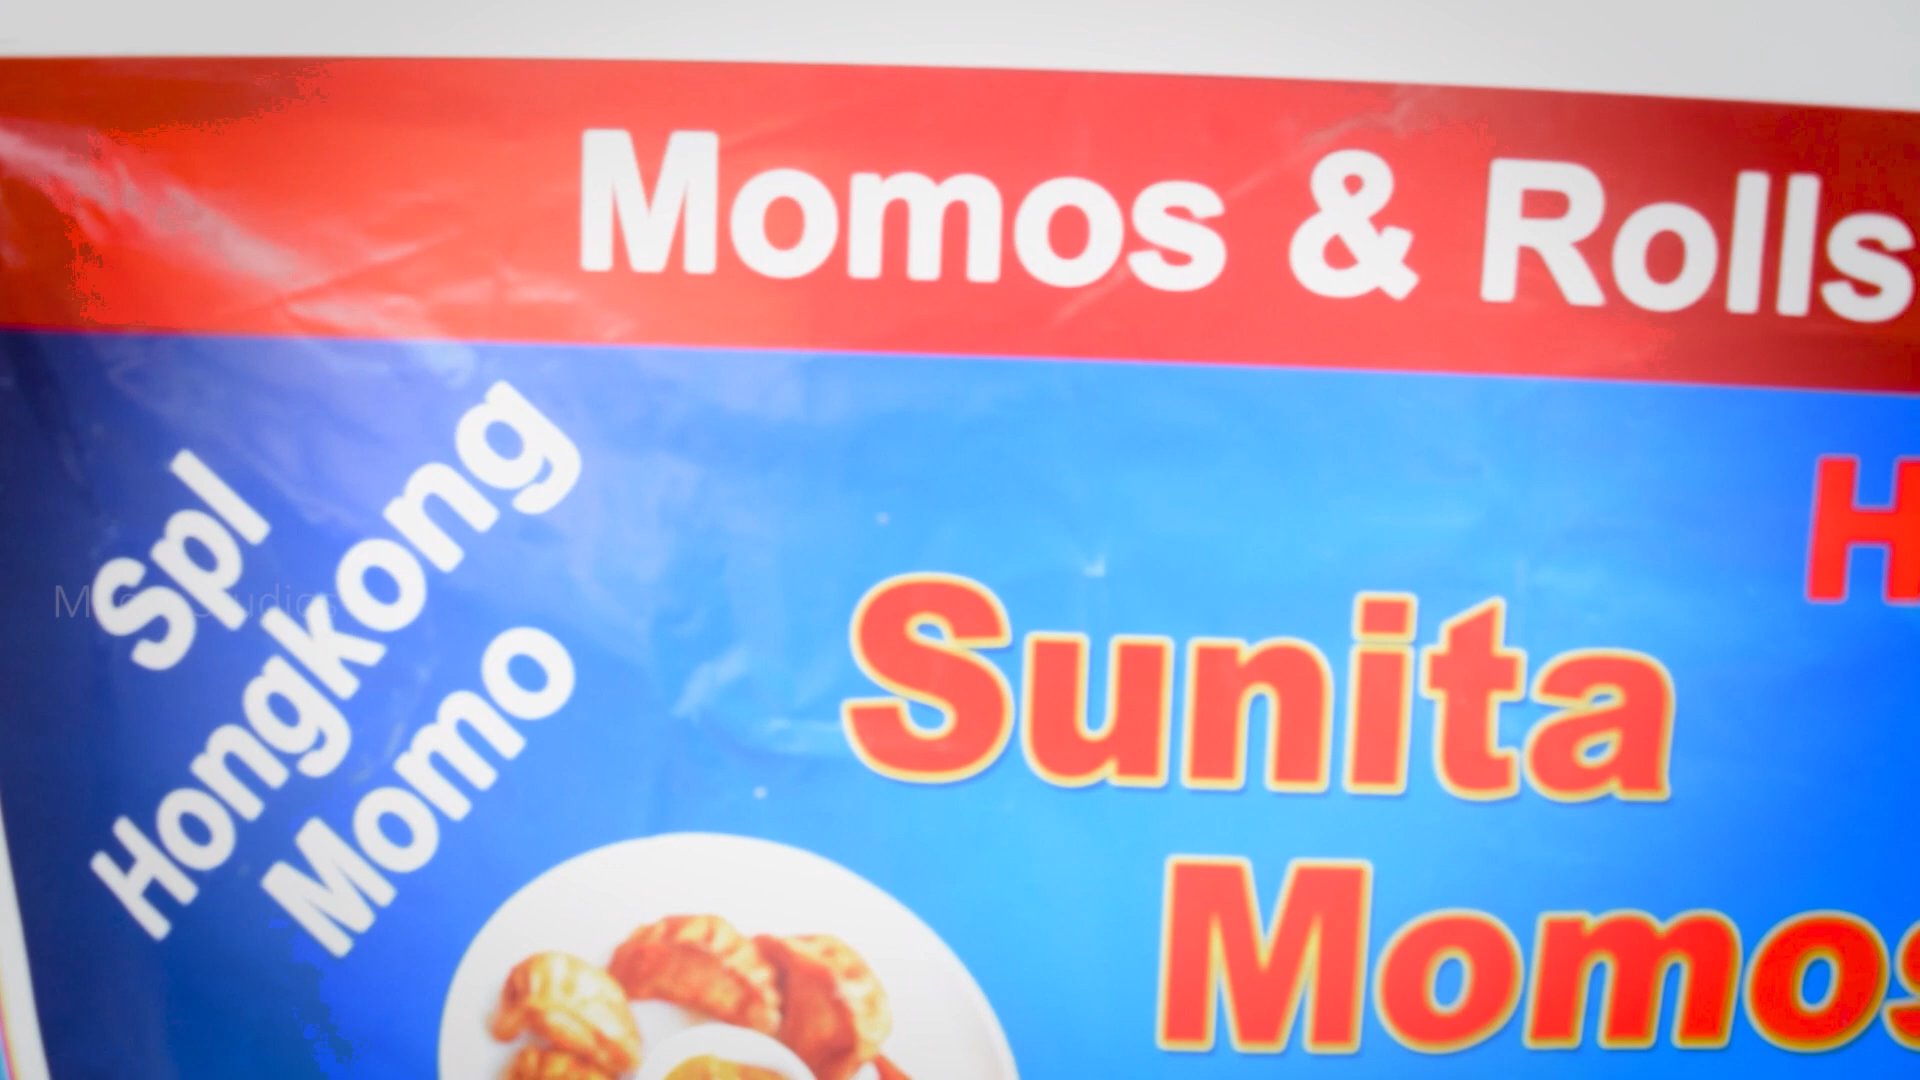 Momos & Rolls
Spl
Hongkong
Momo
Sunita
Momos